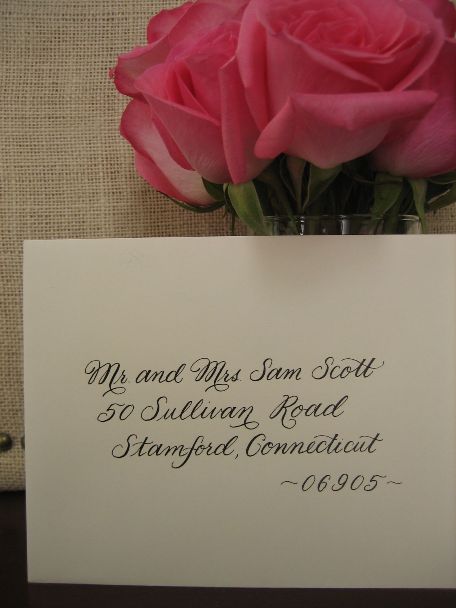 Mr. and Mrs. Sam Scott
50 Sullivan Road
Stamford, Connecticut
~06905~